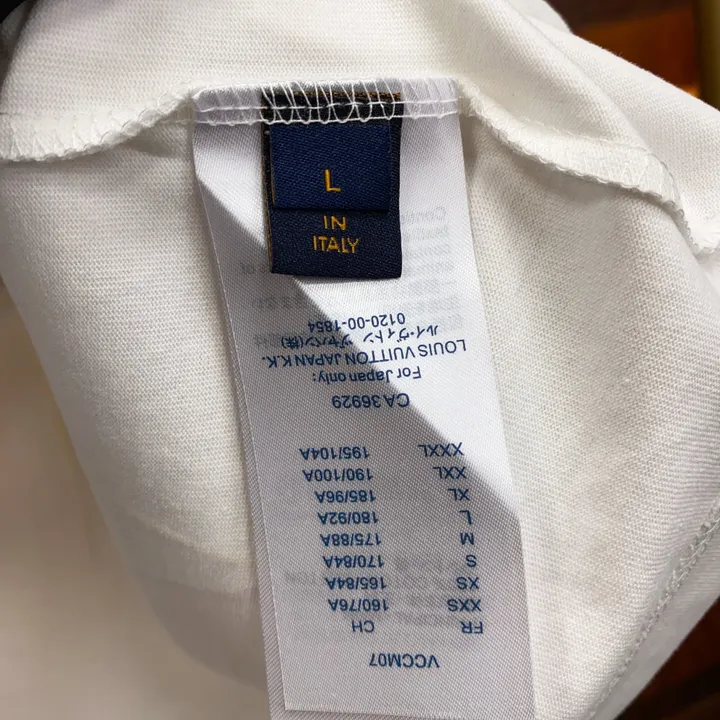 L
IN
ITALY
VCCM07
FR CH
XXS 160/76A
XS 165/84A
S 170/84A
M 175/88A
L 180/92A
XL 185/96A
XXL 190/100A
XXXL 195/104A
CA 36929
For Japan only:
LOUIS VUITTON JAPAN K.K.
ルイ・ヴィトン ジャパン(株)
0120-00-1854